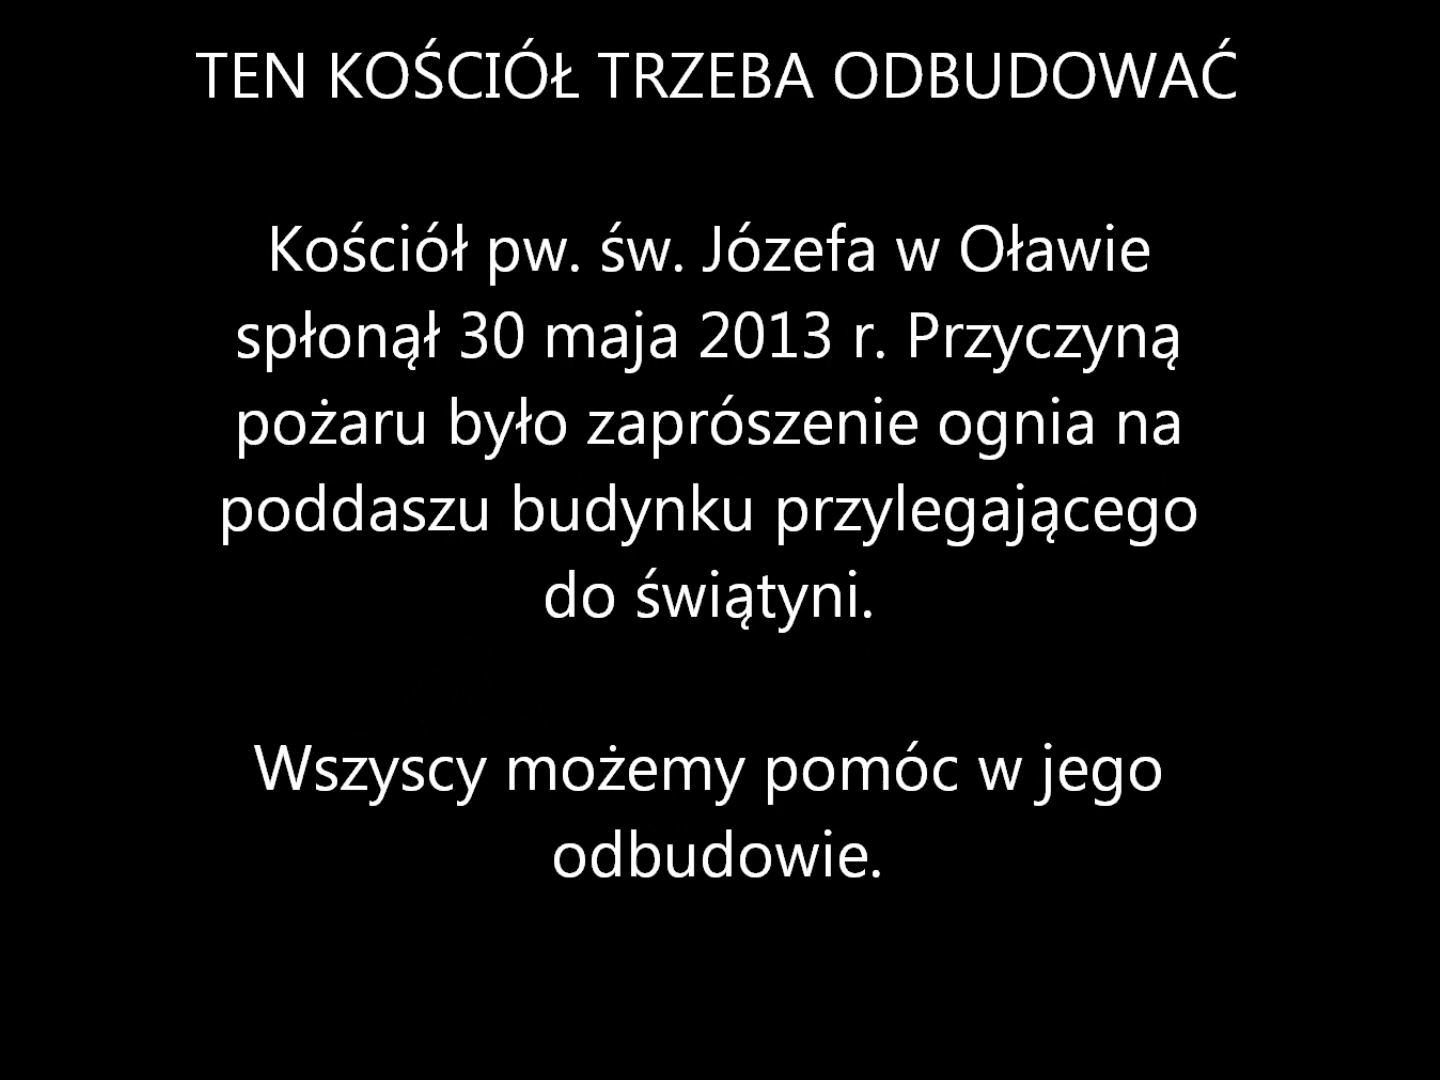 TEN KOŚCIÓŁ TRZEBA ODBUDOWAĆ
Kościół pw. św. Józefa w Oławie
spłonął 30 maja 2013 r. Przyczyną
pożaru było zaprószenie ognia na
poddaszu budynku przylegającego
do świątyni.
Wszyscy możemy pomóc w jego
odbudowie.